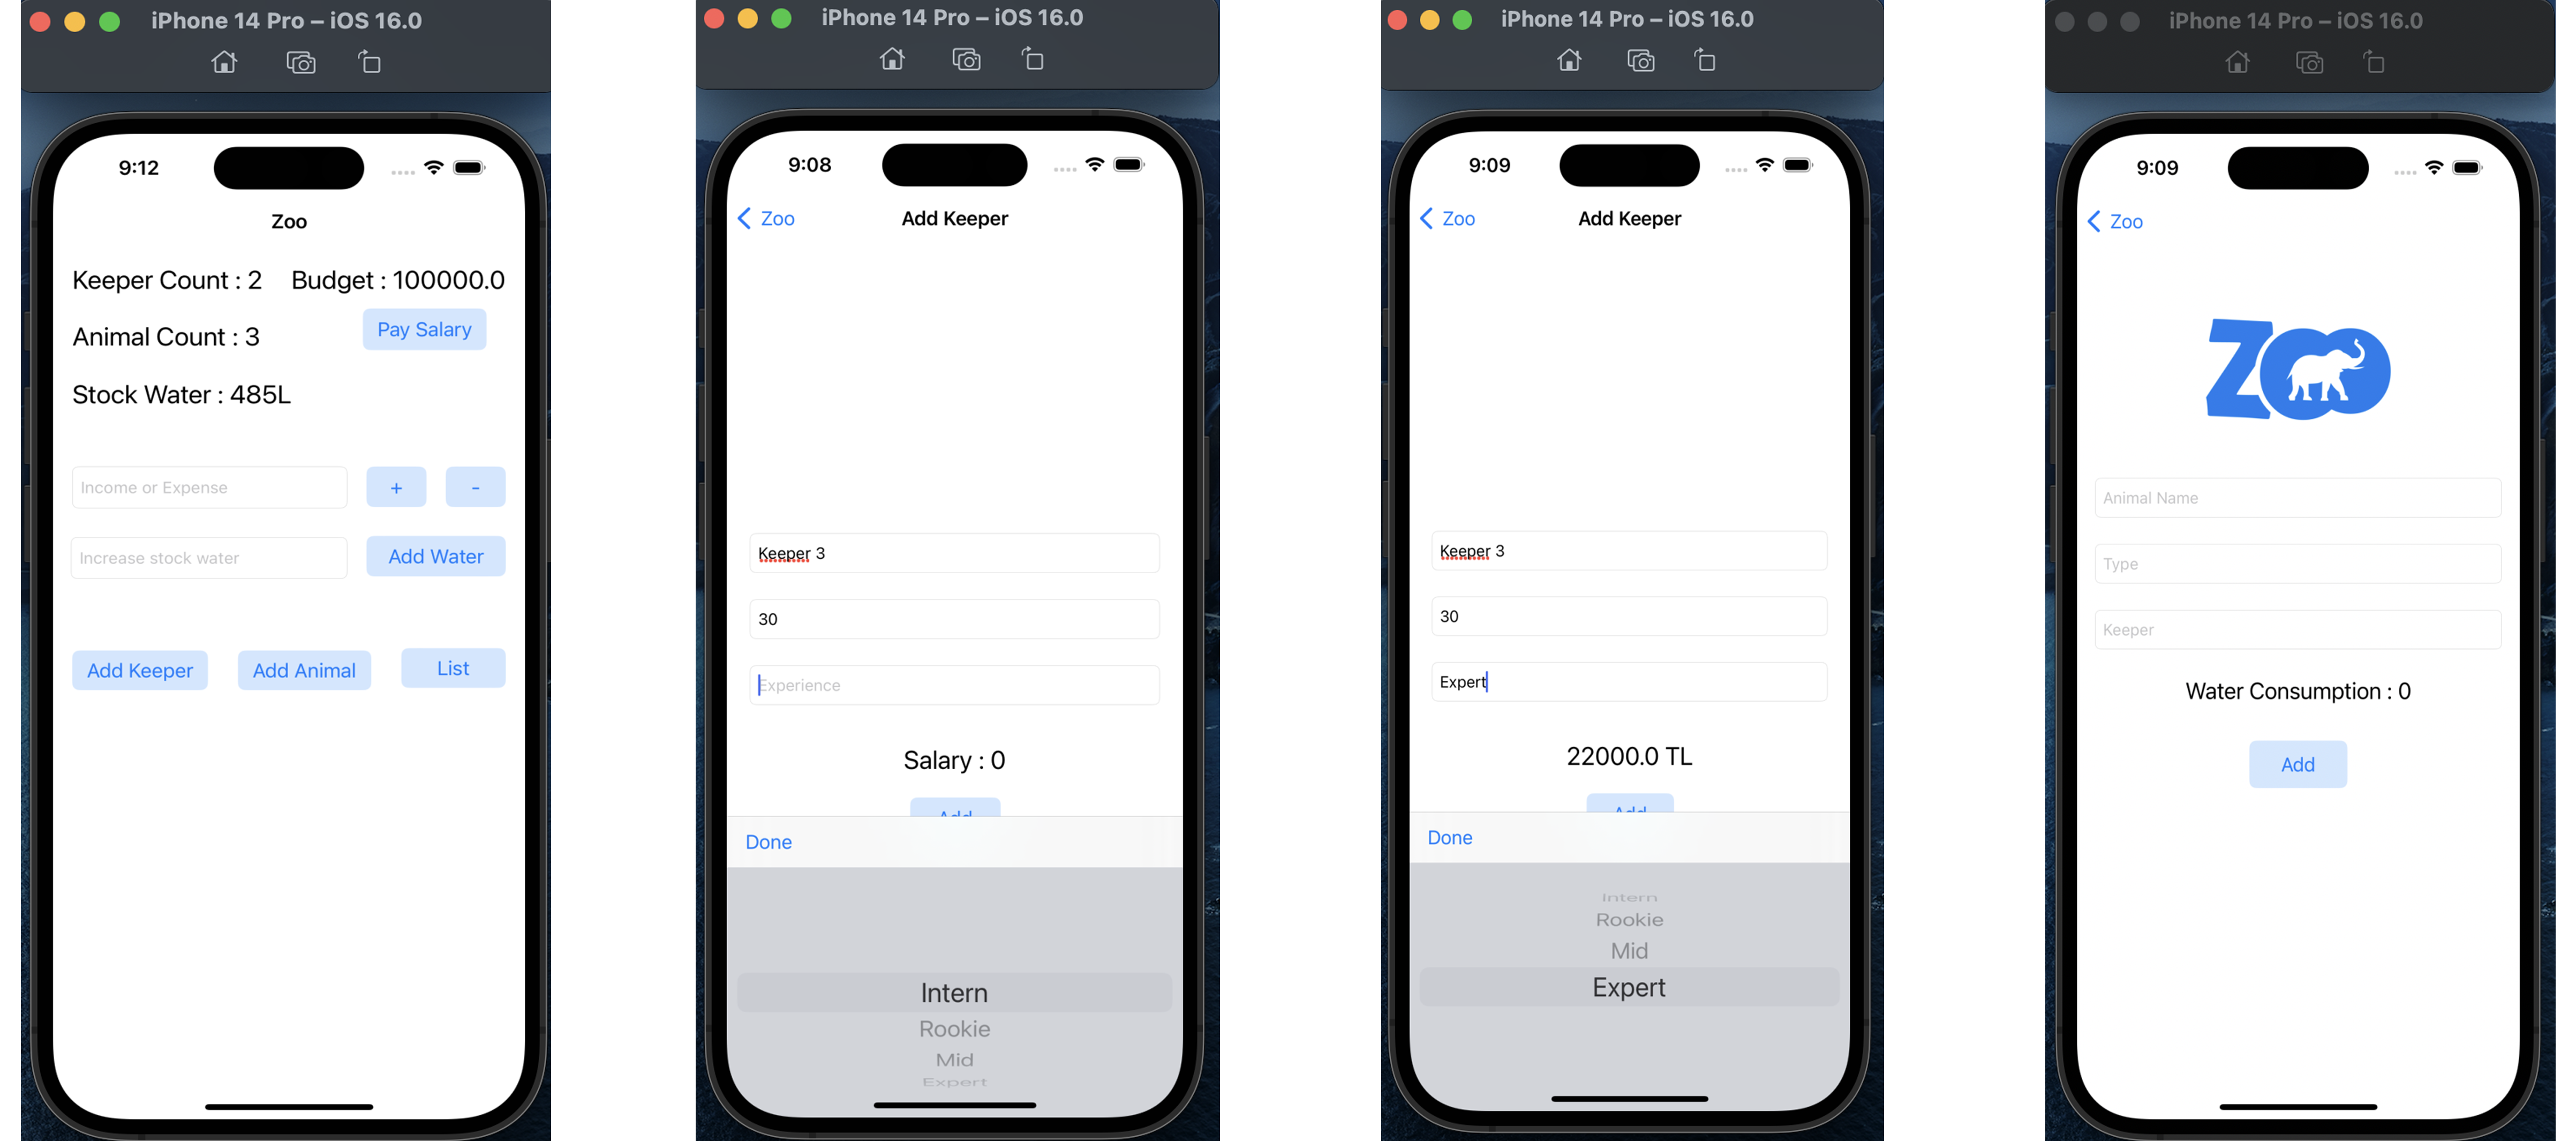 iPhone 14 Pro – iOS 16.0
9:12
Zoo
Keeper Count : 2 Budget : 100000.0
Animal Count : 3
Pay Salary
Stock Water : 485L
Income or Expense
+ -
Increase stock water
Add Water
Add Keeper Add Animal List
iPhone 14 Pro – iOS 16.0
9:08
Zoo Add Keeper
Keeper 3
30
Experience
Salary : 0
Add
Done
Intern
Rookie
Mid
Expert
iPhone 14 Pro – iOS 16.0
9:09
Zoo Add Keeper
Keeper 3
30
Expert
22000.0 TL
Add
Done
Intern
Rookie
Mid
Expert
iPhone 14 Pro – iOS 16.0
9:09
Zoo
ZOO
Animal Name
Type
Keeper
Water Consumption : 0
Add